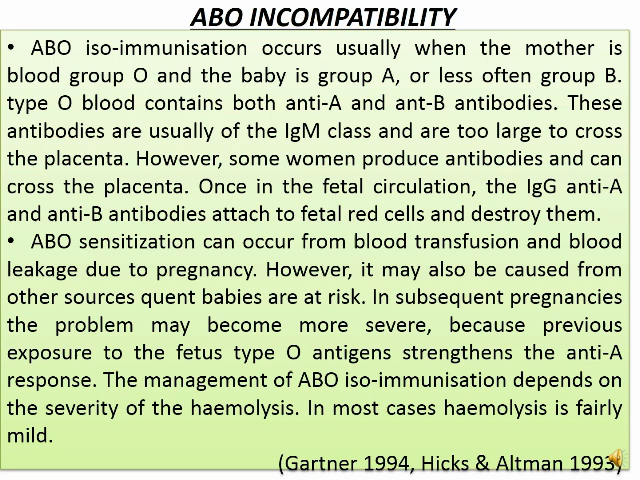 ABO INCOMPATIBILITY
• ABO iso-immunisation occurs usually when the mother is
blood group O and the baby is group A, or less often group B.
type O blood contains both anti-A and ant-B antibodies. These
antibodies are usually of the IgM class and are too large to cross
the placenta. However, some women produce antibodies and can
cross the placenta. Once in the fetal circulation, the IgG anti-A
and anti-B antibodies attach to fetal red cells and destroy them.
• ABO sensitization can occur from blood transfusion and blood
leakage due to pregnancy. However, it may also be caused from
other sources quent babies are at risk. In subsequent pregnancies
the problem may become more severe, because previous
exposure to the fetus type O antigens strengthens the anti-A
response. The management of ABO iso-immunisation depends on
the severity of the haemolysis. In most cases haemolysis is fairly
mild.
(Gartner 1994, Hicks & Altman 1993)